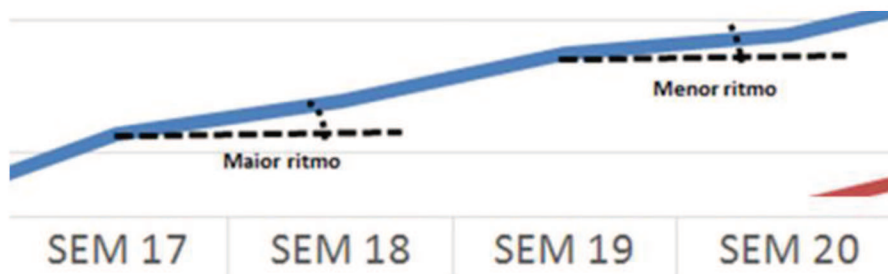 Menor ritmo
Maior ritmo
SEM 17 SEM 18 SEM 19 SEM 20